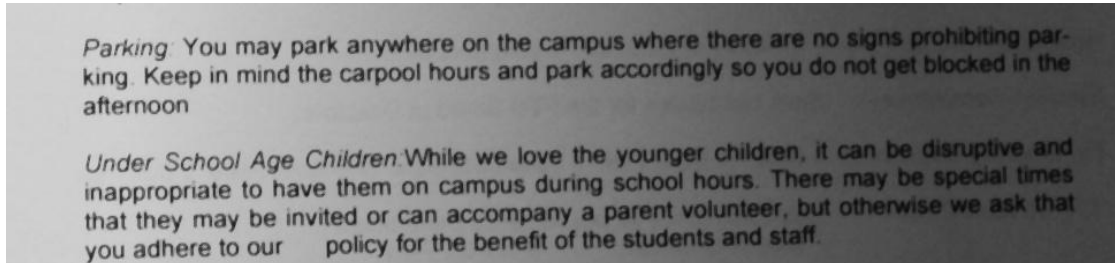 Parking: You may park anywhere on the campus where there are no signs prohibiting par-
king. Keep in mind the carpool hours and park accordingly so you do not get blocked in the
afternoon
Under School Age Children:While we love the younger children, it can be disruptive and
inappropriate to have them on campus during school hours. There may be special times
that they may be invited or can accompany a parent volunteer, but otherwise we ask that
you adhere to our policy for the benefit of the students and staff.